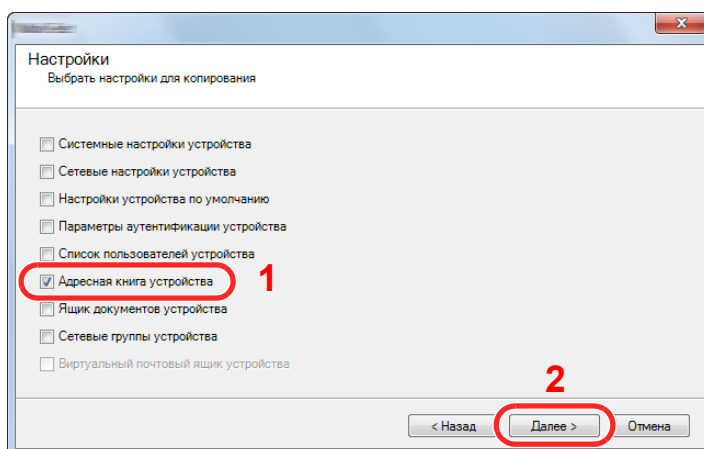 Настройки
Выбрать настройки для копирования
Системные настройки устройства
Сетевые настройки устройства
Настройки устройства по умолчанию
Параметры аутентификации устройства
Список пользователей устройства
Адресная книга устройства
1
Ящик документов устройства
Сетевые группы устройства
Виртуальный почтовый ящик устройства
2
< Назад Далее > Отмена